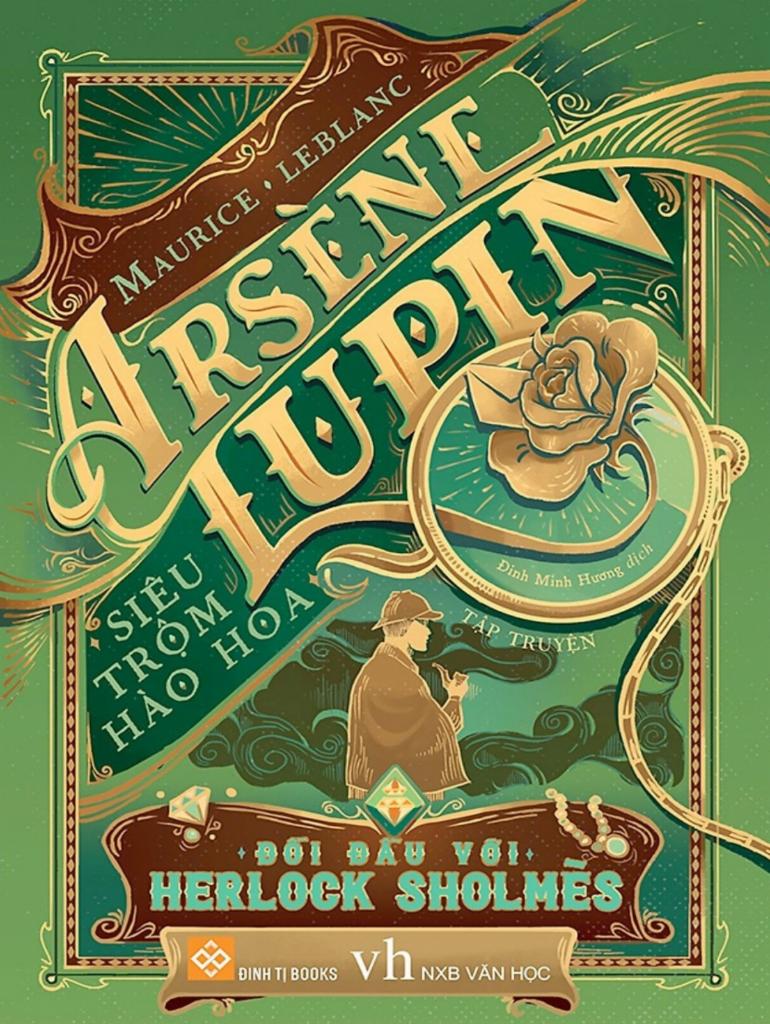 MAURICE • LEBLANC
ARSÈNE
LUPIN
SIÊU
TRỘM
HÀO HOA
Đinh Minh Hương dịch
TẬP TRUYỆN
ĐỐI ĐẦU VỚI
HERLOCK SHOLMÈS
ĐINH TỊ BOOKS
vh NXB VĂN HỌC